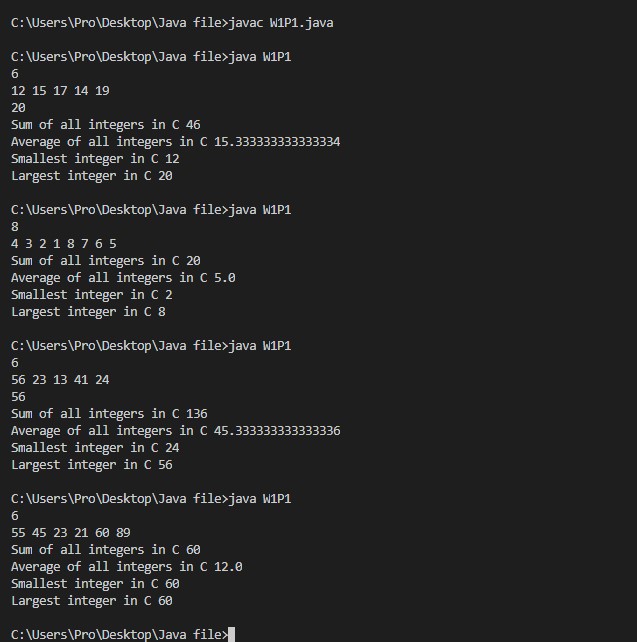 C:\Users\Pro\Desktop\Java file>javac W1P1.java
C:\Users\Pro\Desktop\Java file>java W1P1
6
12 15 17 14 19
20
Sum of all integers in C 46
Average of all integers in C 15.333333333333334
Smallest integer in C 12
Largest integer in C 20
C:\Users\Pro\Desktop\Java file>java W1P1
8
4 3 2 1 8 7 6 5
Sum of all integers in C 20
Average of all integers in C 5.0
Smallest integer in C 2
Largest integer in C 8
C:\Users\Pro\Desktop\Java file>java W1P1
6
56 23 13 41 24
56
Sum of all integers in C 136
Average of all integers in C 45.333333333333336
Smallest integer in C 24
Largest integer in C 56
C:\Users\Pro\Desktop\Java file>java W1P1
6
55 45 23 21 60 89
Sum of all integers in C 60
Average of all integers in C 12.0
Smallest integer in C 60
Largest integer in C 60
C:\Users\Pro\Desktop\Java file>